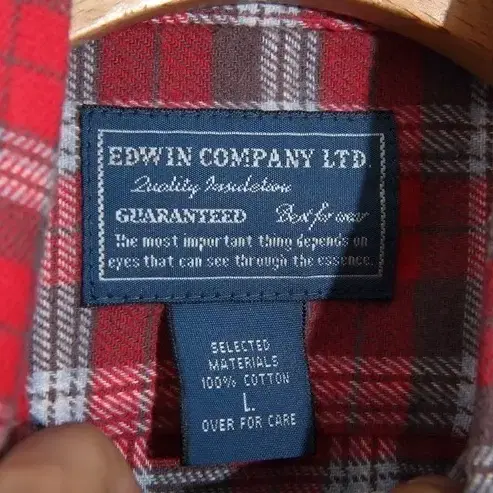 EDWIN COMPANY LTD.
Quality Insulation
GUARANTEED Best for wear
The most important thing depends on
eyes that can see through the essence.
SELECTED
MATERIALS
100% COTTON
L.
OVER FOR CARE